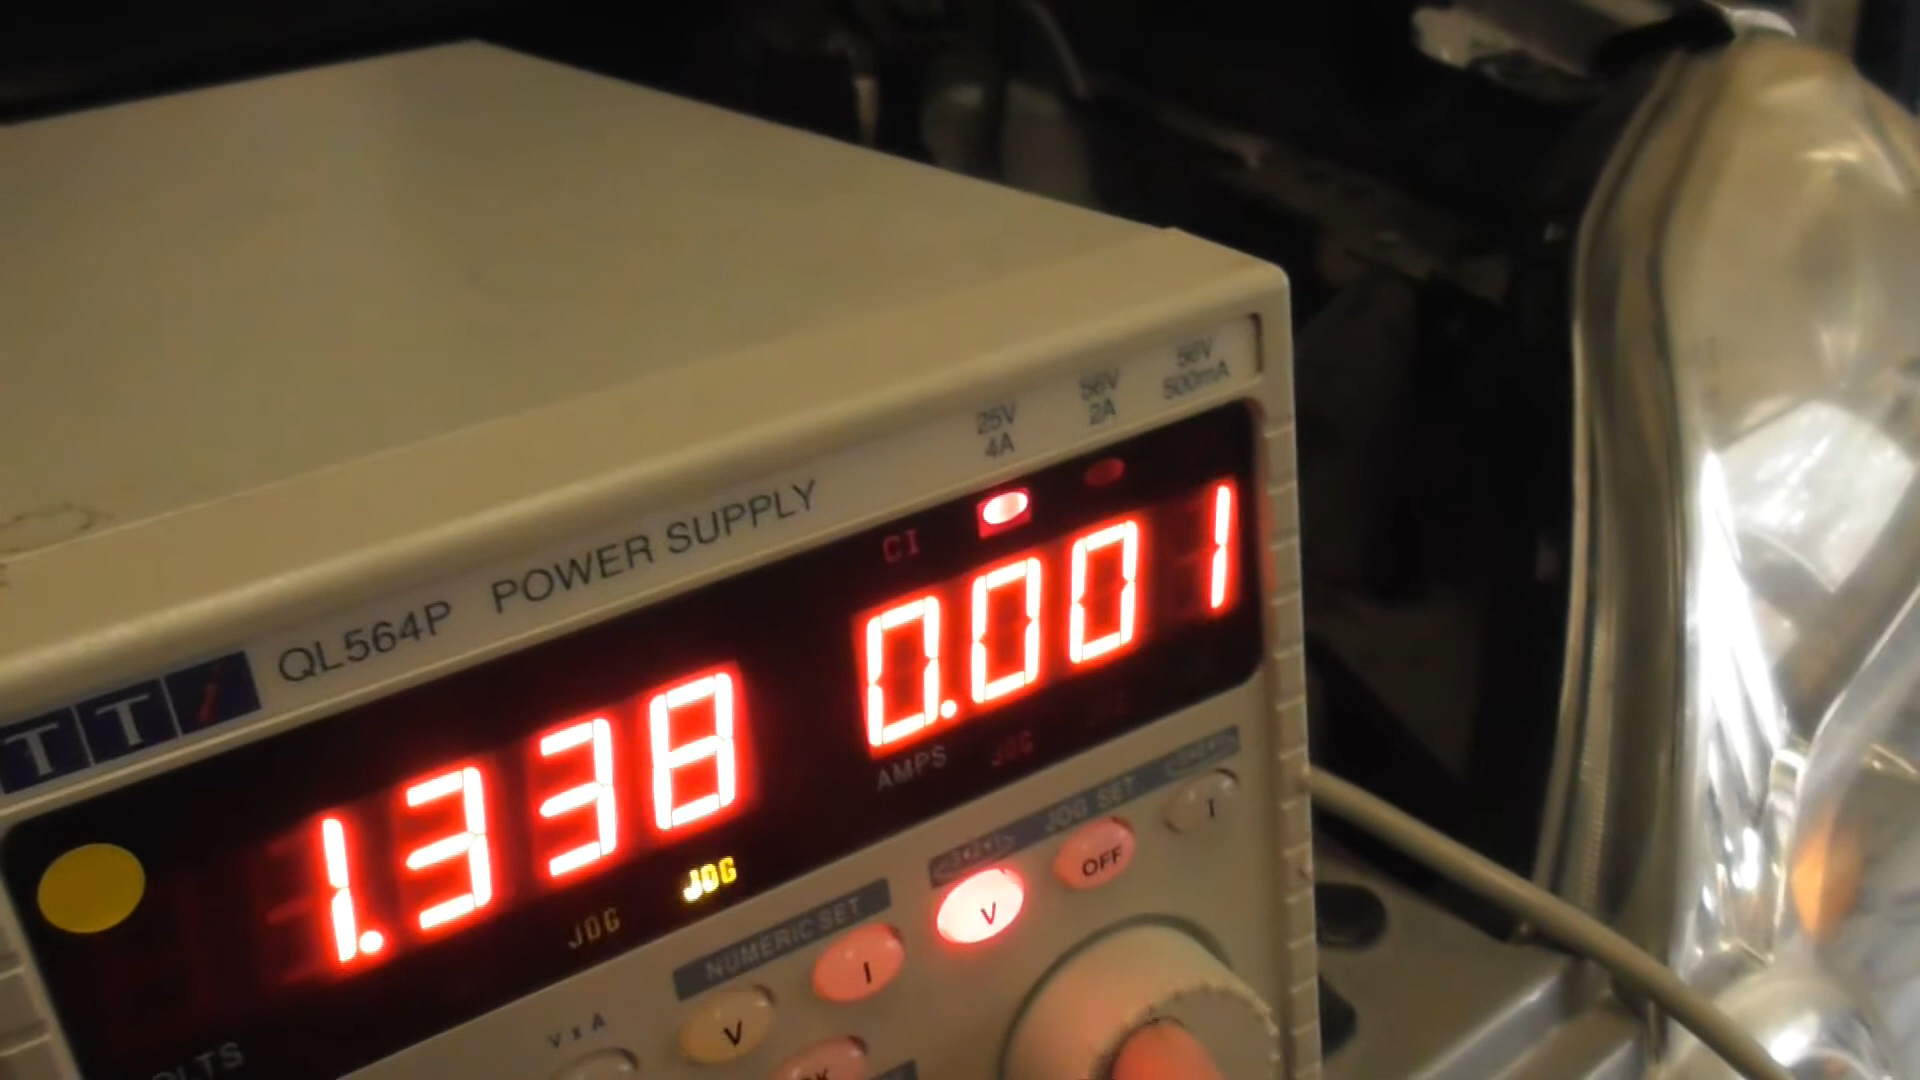 25V 4A
56V 2A
56V 500mA
TTi QL564P POWER SUPPLY
CI
1.338 0.001
AMPS JOG
JOG JOG
JOG SET
OFF
I
V
NUMERIC SET
I
V
V x A